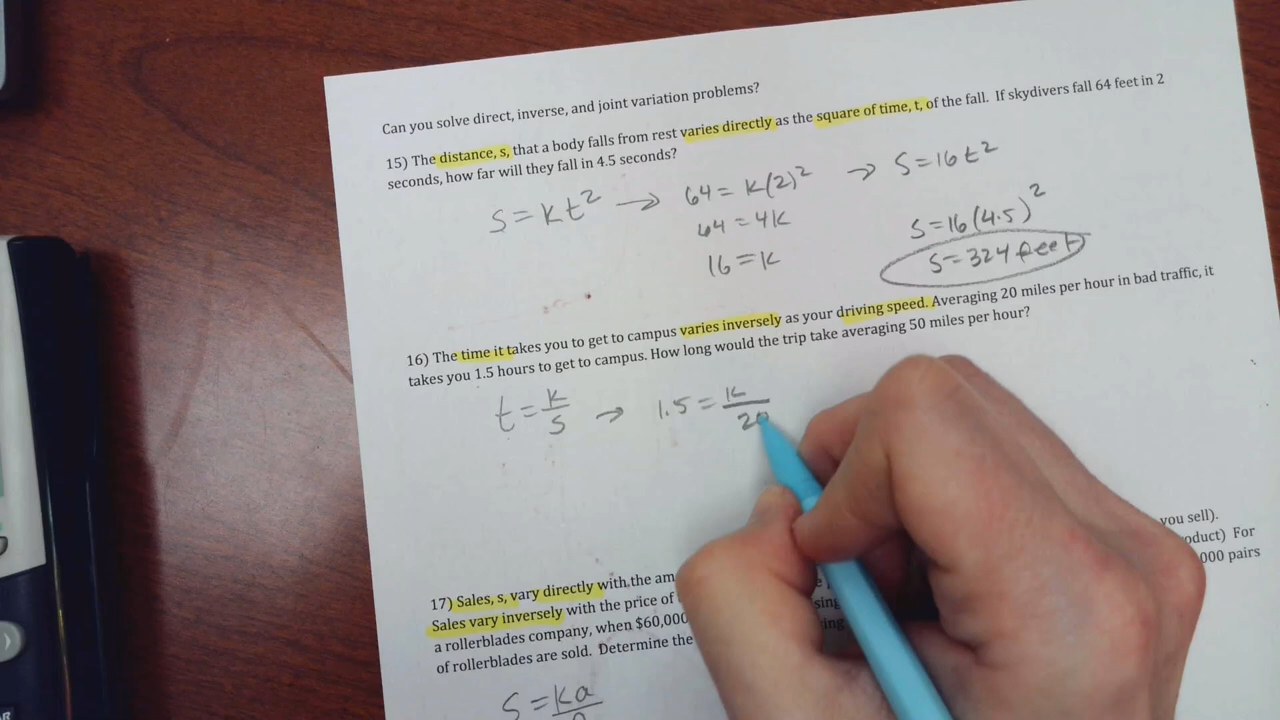 Can you solve direct, inverse, and joint variation problems?
15) The distance, s, that a body falls from rest varies directly as the square of time, t, of the fall. If skydivers fall 64 feet in 2
seconds, how far will they fall in 4.5 seconds?
s = kt² → 64 = k(2)² → s = 16t²
64 = 4k
16 = k
s = 16(4.5)²
s = 324 feet
16) The time it takes you to get to campus varies inversely as your driving speed. Averaging 20 miles per hour in bad traffic, it
takes you 1.5 hours to get to campus. How long would the trip take averaging 50 miles per hour?
t = k/s → 1.5 = k/20
you sell).
17) Sales, s, vary directly with the am
Sales vary inversely with the price of oduct) For
a rollerblades company, when $60,000 000 pairs
of rollerblades are sold. Determine the
s = ka